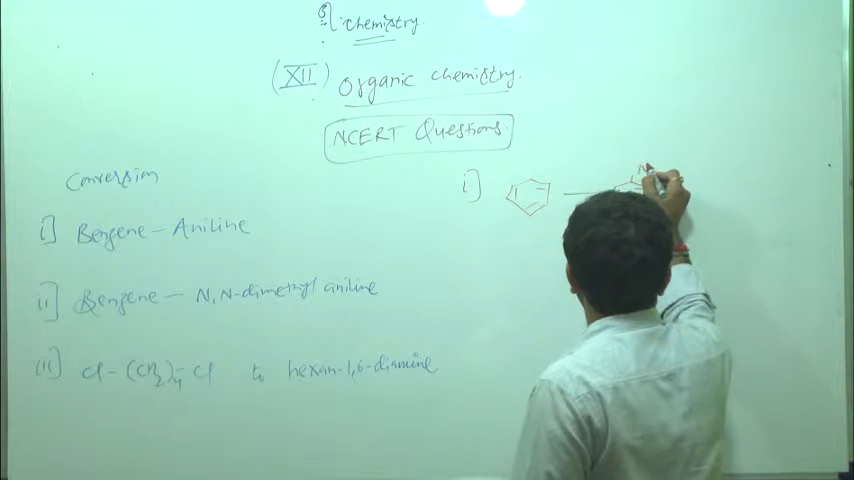 chemistry.
(XII) Organic chemistry.
NCERT Questions.
Conversion
i] Benzene - Aniline
ii] Benzene - N,N-dimethyl aniline
(iii] Cl-(CH2)4-Cl to hexan-1,6-diamine
i]